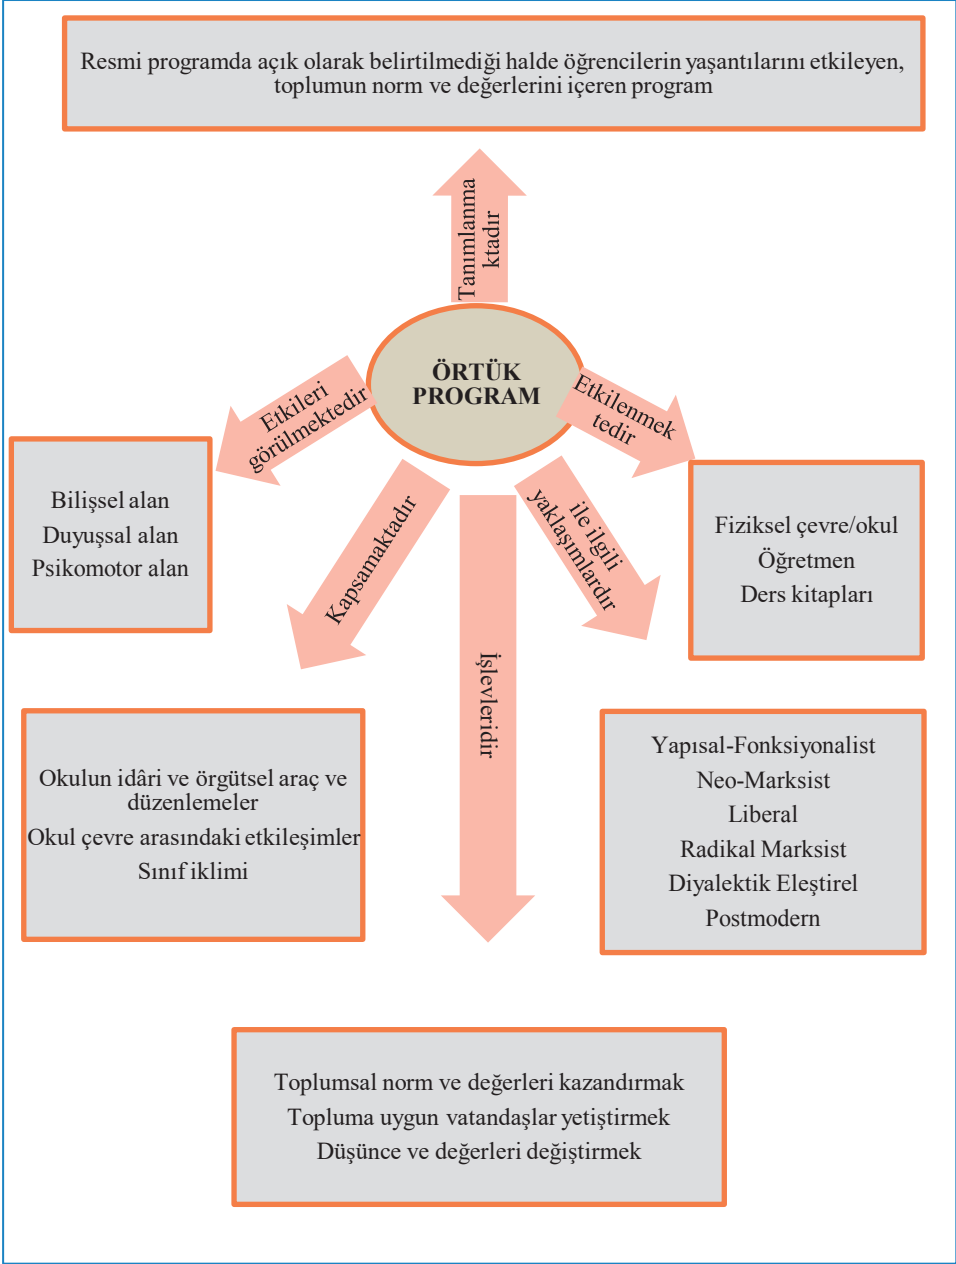 Resmi programda açık olarak belirtilmediği halde öğrencilerin yaşantılarını etkileyen,
toplumun norm ve değerlerini içeren program
Tanımlanma
ktadır
ÖRTÜK
PROGRAM
Etkileri
görülmektedir
Etkilenmek
tedir
Bilişsel alan
Duyuşsal alan
Psikomotor alan
Kapsamaktadır
ile ilgili
yaklaşımlardır
Fiziksel çevre/okul
Öğretmen
Ders kitapları
İşlevleridir
Okulun idâri ve örgütsel araç ve
düzenlemeler
Okul çevre arasındaki etkileşimler
Sınıf iklimi
Yapısal-Fonksiyonalist
Neo-Marksist
Liberal
Radikal Marksist
Diyalektik Eleştirel
Postmodern
Toplumsal norm ve değerleri kazandırmak
Topluma uygun vatandaşlar yetiştirmek
Düşünce ve değerleri değiştirmek